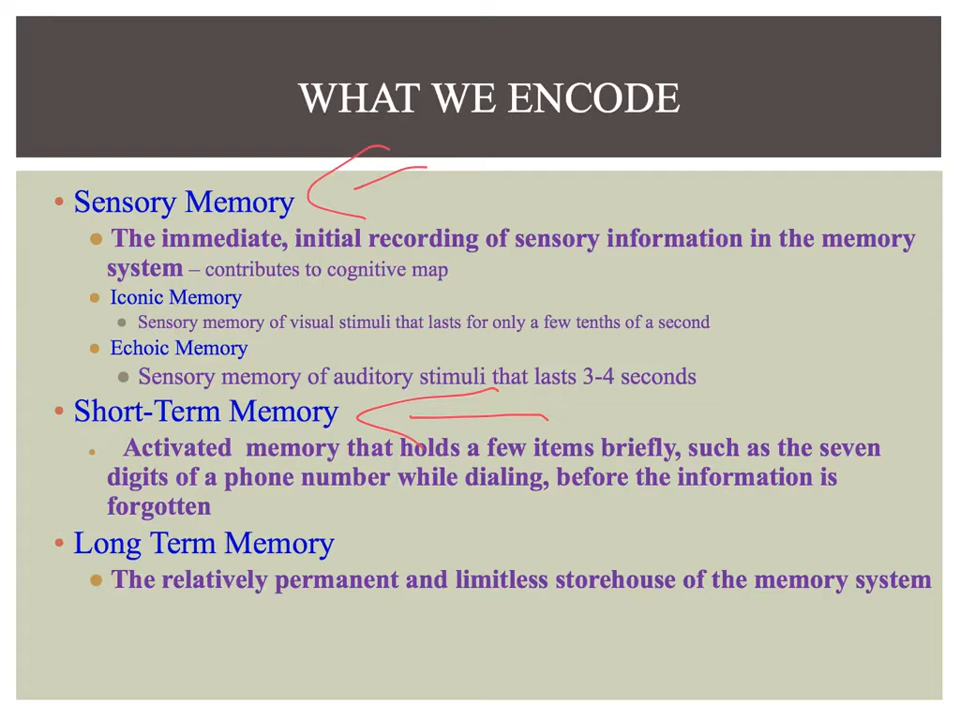 WHAT WE ENCODE
• Sensory Memory
• The immediate, initial recording of sensory information in the memory
system – contributes to cognitive map
• Iconic Memory
• Sensory memory of visual stimuli that lasts for only a few tenths of a second
• Echoic Memory
• Sensory memory of auditory stimuli that lasts 3-4 seconds
• Short-Term Memory
• Activated memory that holds a few items briefly, such as the seven
digits of a phone number while dialing, before the information is
forgotten
• Long Term Memory
• The relatively permanent and limitless storehouse of the memory system